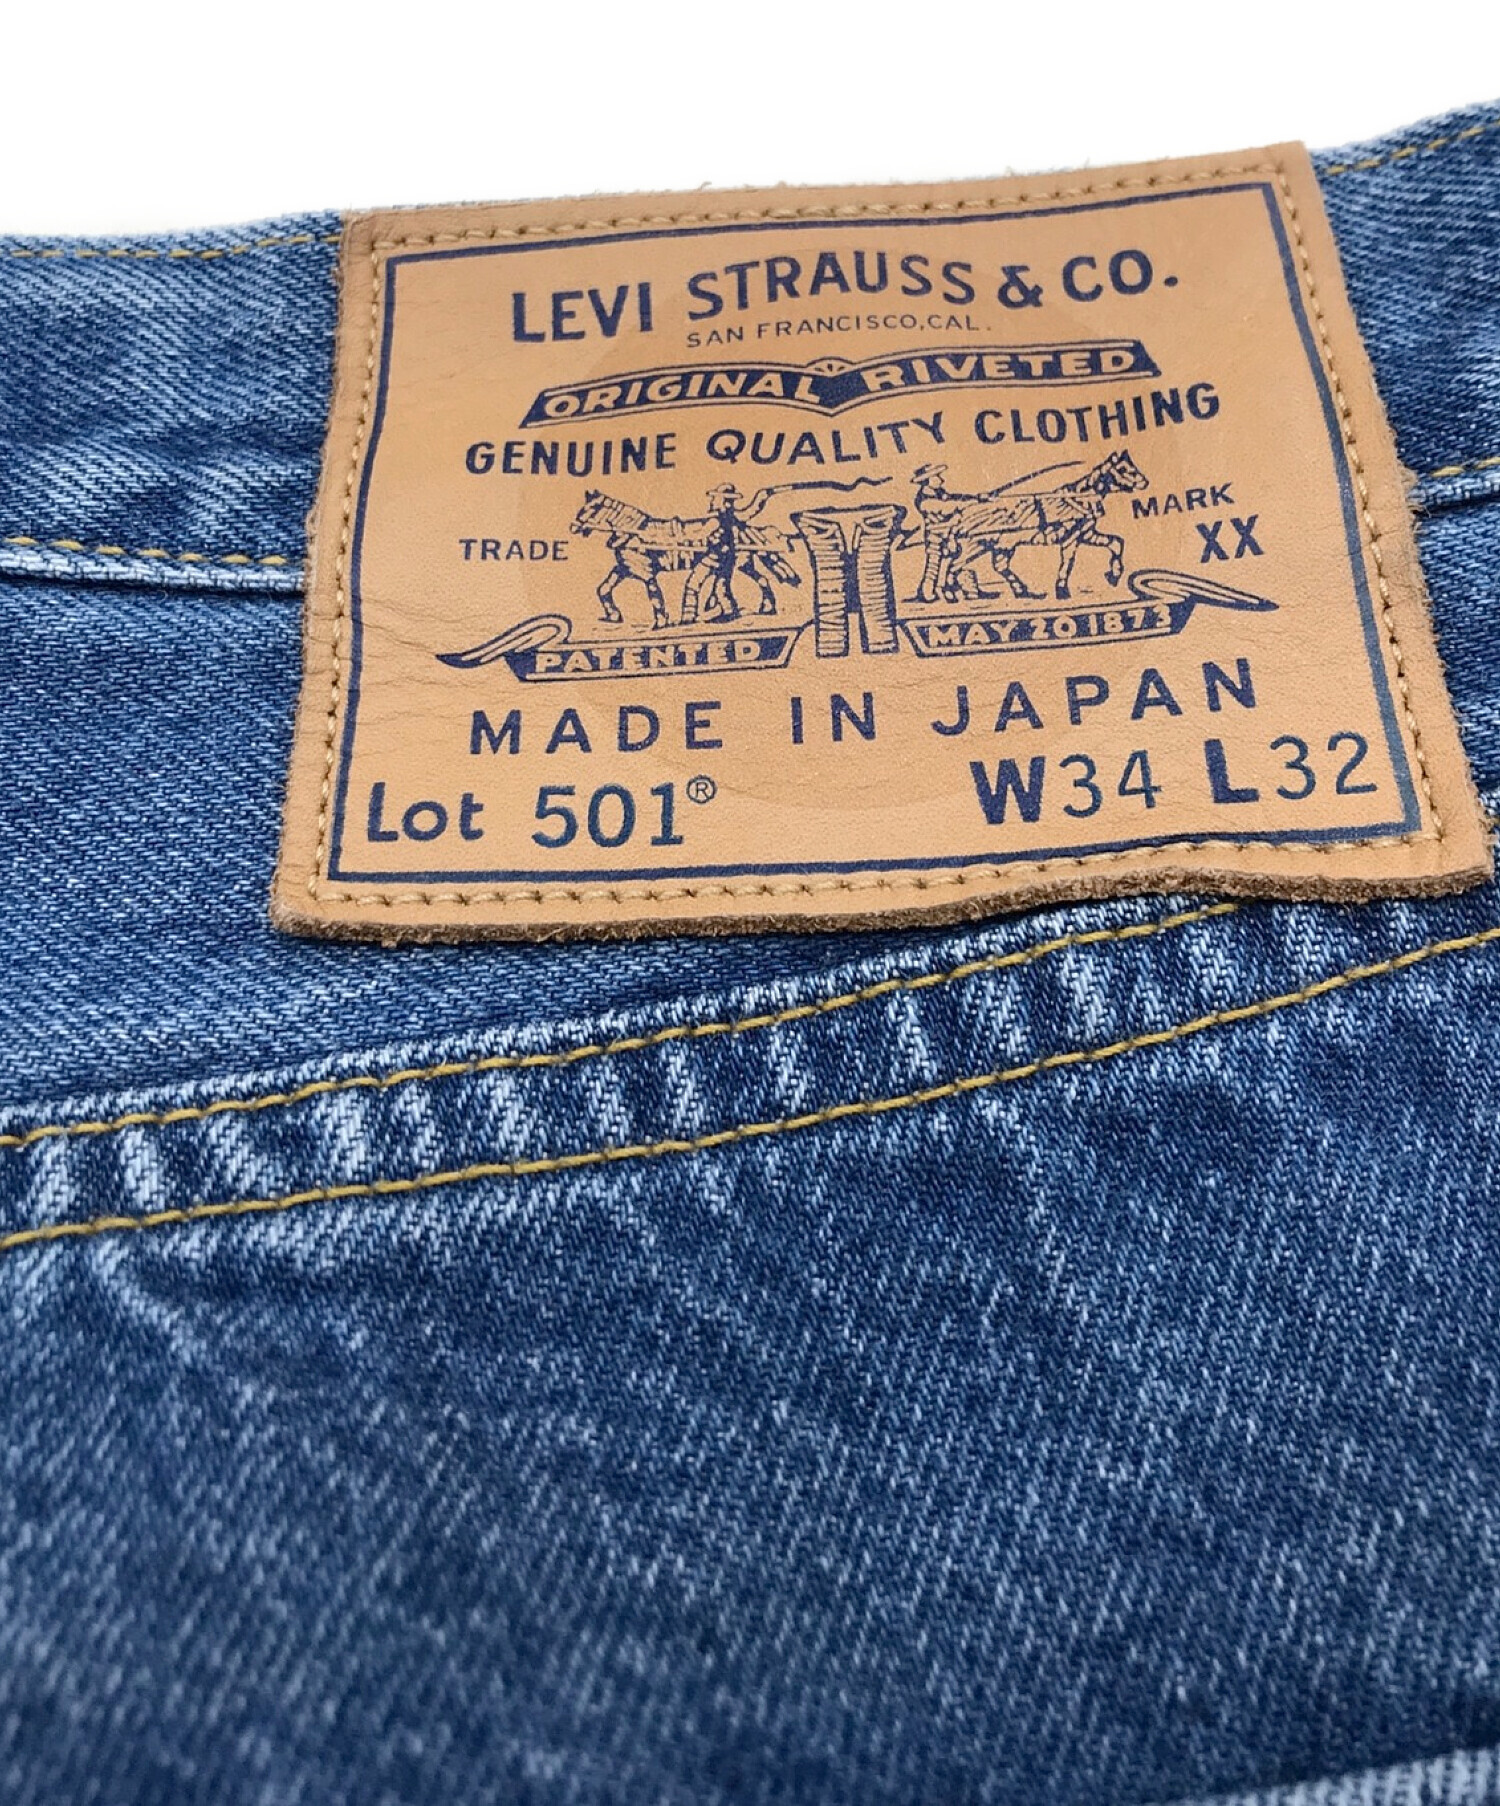 LEVI STRAUSS & CO.
SAN FRANCISCO, CAL.
ORIGINAL RIVETED
GENUINE QUALITY CLOTHING
TRADE MARK
XX
PATENTED MAY 20 1873
MADE IN JAPAN
Lot 501® W34 L32